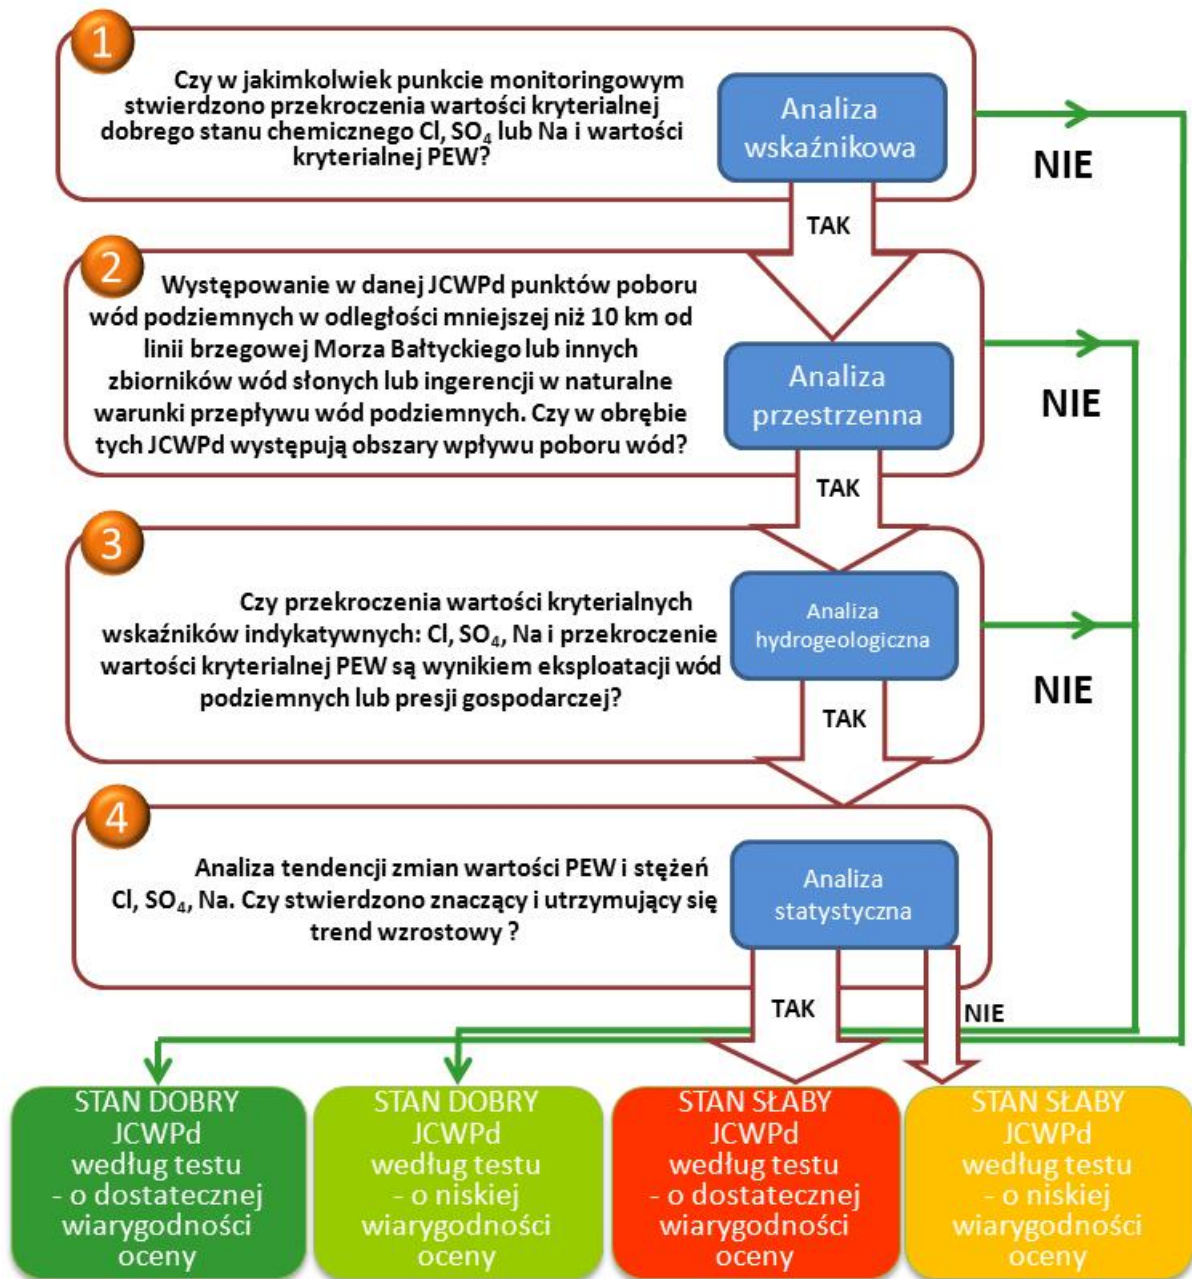 1
Czy w jakimkolwiek punkcie monitoringowym
stwierdzono przekroczenia wartości kryterialnej
dobrego stanu chemicznego Cl, SO₄ lub Na i wartości
kryterialnej PEW?
Analiza
wskaźnikowa
NIE
TAK
2
Występowanie w danej JCWPd punktów poboru
wód podziemnych w odległości mniejszej niż 10 km od
linii brzegowej Morza Bałtyckiego lub innych
zbiorników wód słonych lub ingerencji w naturalne
warunki przepływu wód podziemnych. Czy w obrębie
tych JCWPd występują obszary wpływu poboru wód?
Analiza
przestrzenna
NIE
TAK
3
Czy przekroczenia wartości kryterialnych
wskaźników indykatywnych: Cl, SO₄, Na i przekroczenie
wartości kryterialnej PEW są wynikiem eksploatacji wód
podziemnych lub presji gospodarczej?
Analiza
hydrogeologiczna
NIE
TAK
4
Analiza tendencji zmian wartości PEW i stężeń
Cl, SO₄, Na. Czy stwierdzono znaczący i utrzymujący się
trend wzrostowy ?
Analiza
statystyczna
TAK
NIE
STAN DOBRY
JCWPd
według testu
- o dostatecznej
wiarygodności
oceny
STAN DOBRY
JCWPd
według testu
- o niskiej
wiarygodności
oceny
STAN SŁABY
JCWPd
według testu
- o dostatecznej
wiarygodności
oceny
STAN SŁABY
JCWPd
według testu
- o niskiej
wiarygodności
oceny